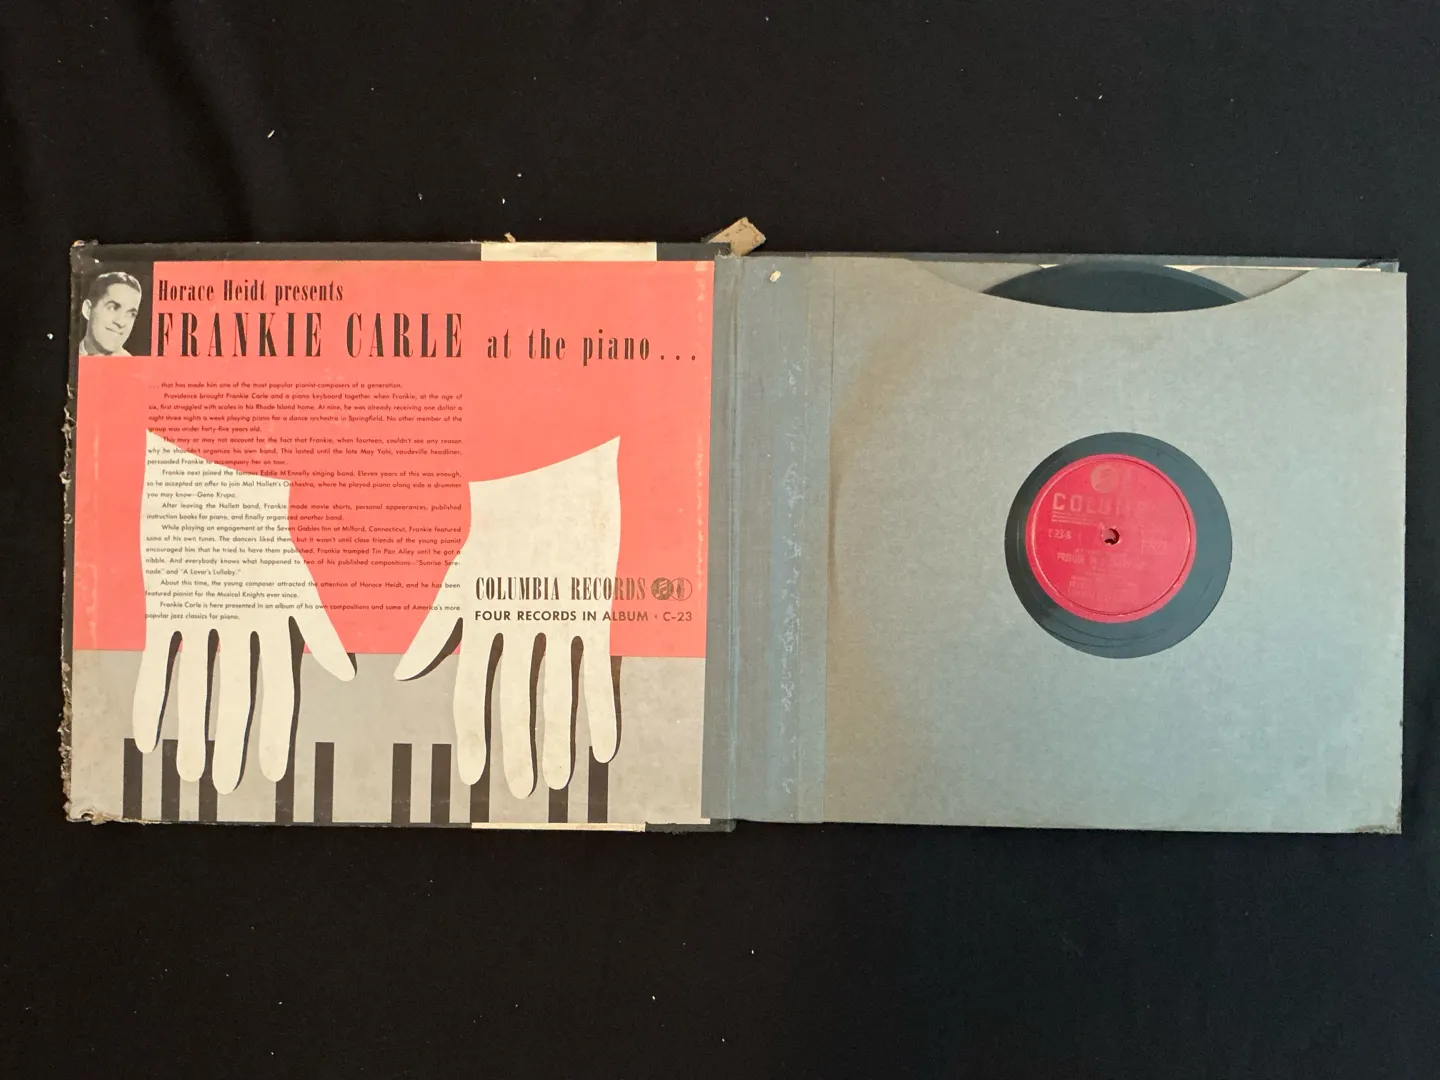 Horace Heidt presents
FRANKIE CARLE at the piano...
... that has made him one of the most popular pianist-composers of a generation.
Providence brought Frankie Carle and a piano keyboard together when Frankie, at the age of
six, first struggled with scales in his Rhode Island home. At nine, he was already receiving one dollar a
night three nights a week playing piano for a dance orchestra in Springfield. No other member of the
group was under forty-five years old.
This may or may not account for the fact that Frankie, when fourteen, couldn't see any reason
why he shouldn't organize his own band. This lasted until the late May Yohi, vaudeville headliner,
persuaded Frankie to accompany her on tour.
Frankie next joined the famous Eddie M'Ennelly singing band. Eleven years of this was enough,
so he accepted an offer to join Mal Hallett's Orchestra, where he played piano along side a drummer
you may know—Gene Krupa.
After leaving the Hallett band, Frankie made movie shorts, personal appearances, published
instruction books for piano, and finally organized another band.
While playing an engagement at the Seven Gables Inn at Milford, Connecticut, Frankie featured
some of his own tunes. The dancers liked them, but it wasn't until close friends of the young pianist
encouraged him that he tried to have them published. Frankie tramped Tin Pan Alley until he got a
nibble. And everybody knows what happened to two of his published compositions—"Sunrise Sere-
nade" and "A Lover's Lullaby."
About this time, the young composer attracted the attention of Horace Heidt, and he has been
featured pianist for the Musical Knights ever since.
Frankie Carle is here presented in an album of his own compositions and some of America's more
popular jazz classics for piano.
COLUMBIA RECORDS
FOUR RECORDS IN ALBUM • C-23
COLUMBIA